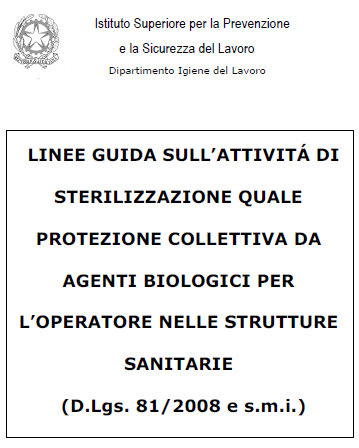 Istituto Superiore per la Prevenzione
e la Sicurezza del Lavoro
Dipartimento Igiene del Lavoro
LINEE GUIDA SULL’ATTIVITÁ DI
STERILIZZAZIONE QUALE
PROTEZIONE COLLETTIVA DA
AGENTI BIOLOGICI PER
L’OPERATORE NELLE STRUTTURE
SANITARIE
(D.Lgs. 81/2008 e s.m.i.)